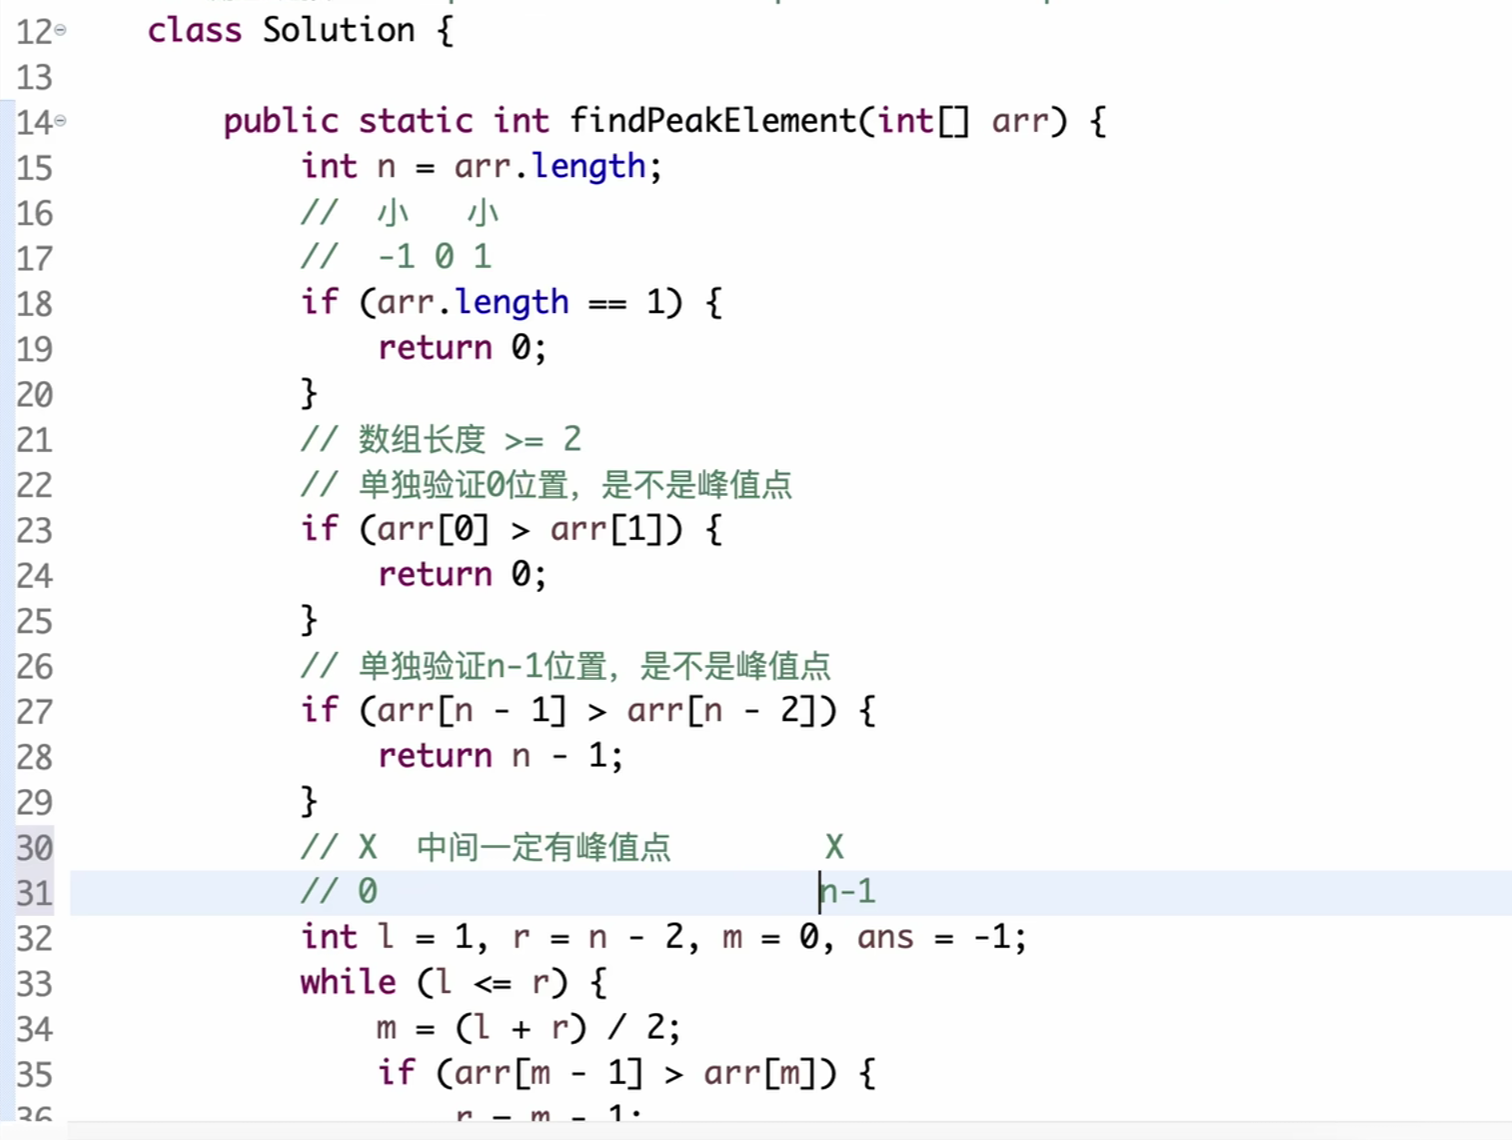 12 class Solution {
13
14 public static int findPeakElement(int[] arr) {
15 int n = arr.length;
16 // 小 小
17 // -1 0 1
18 if (arr.length == 1) {
19 return 0;
20 }
21 // 数组长度 >= 2
22 // 单独验证0位置，是不是峰值点
23 if (arr[0] > arr[1]) {
24 return 0;
25 }
26 // 单独验证n-1位置，是不是峰值点
27 if (arr[n - 1] > arr[n - 2]) {
28 return n - 1;
29 }
30 // X 中间一定有峰值点 X
31 // 0 n-1
32 int l = 1, r = n - 2, m = 0, ans = -1;
33 while (l <= r) {
34 m = (l + r) / 2;
35 if (arr[m - 1] > arr[m]) {
36 r = m - 1;